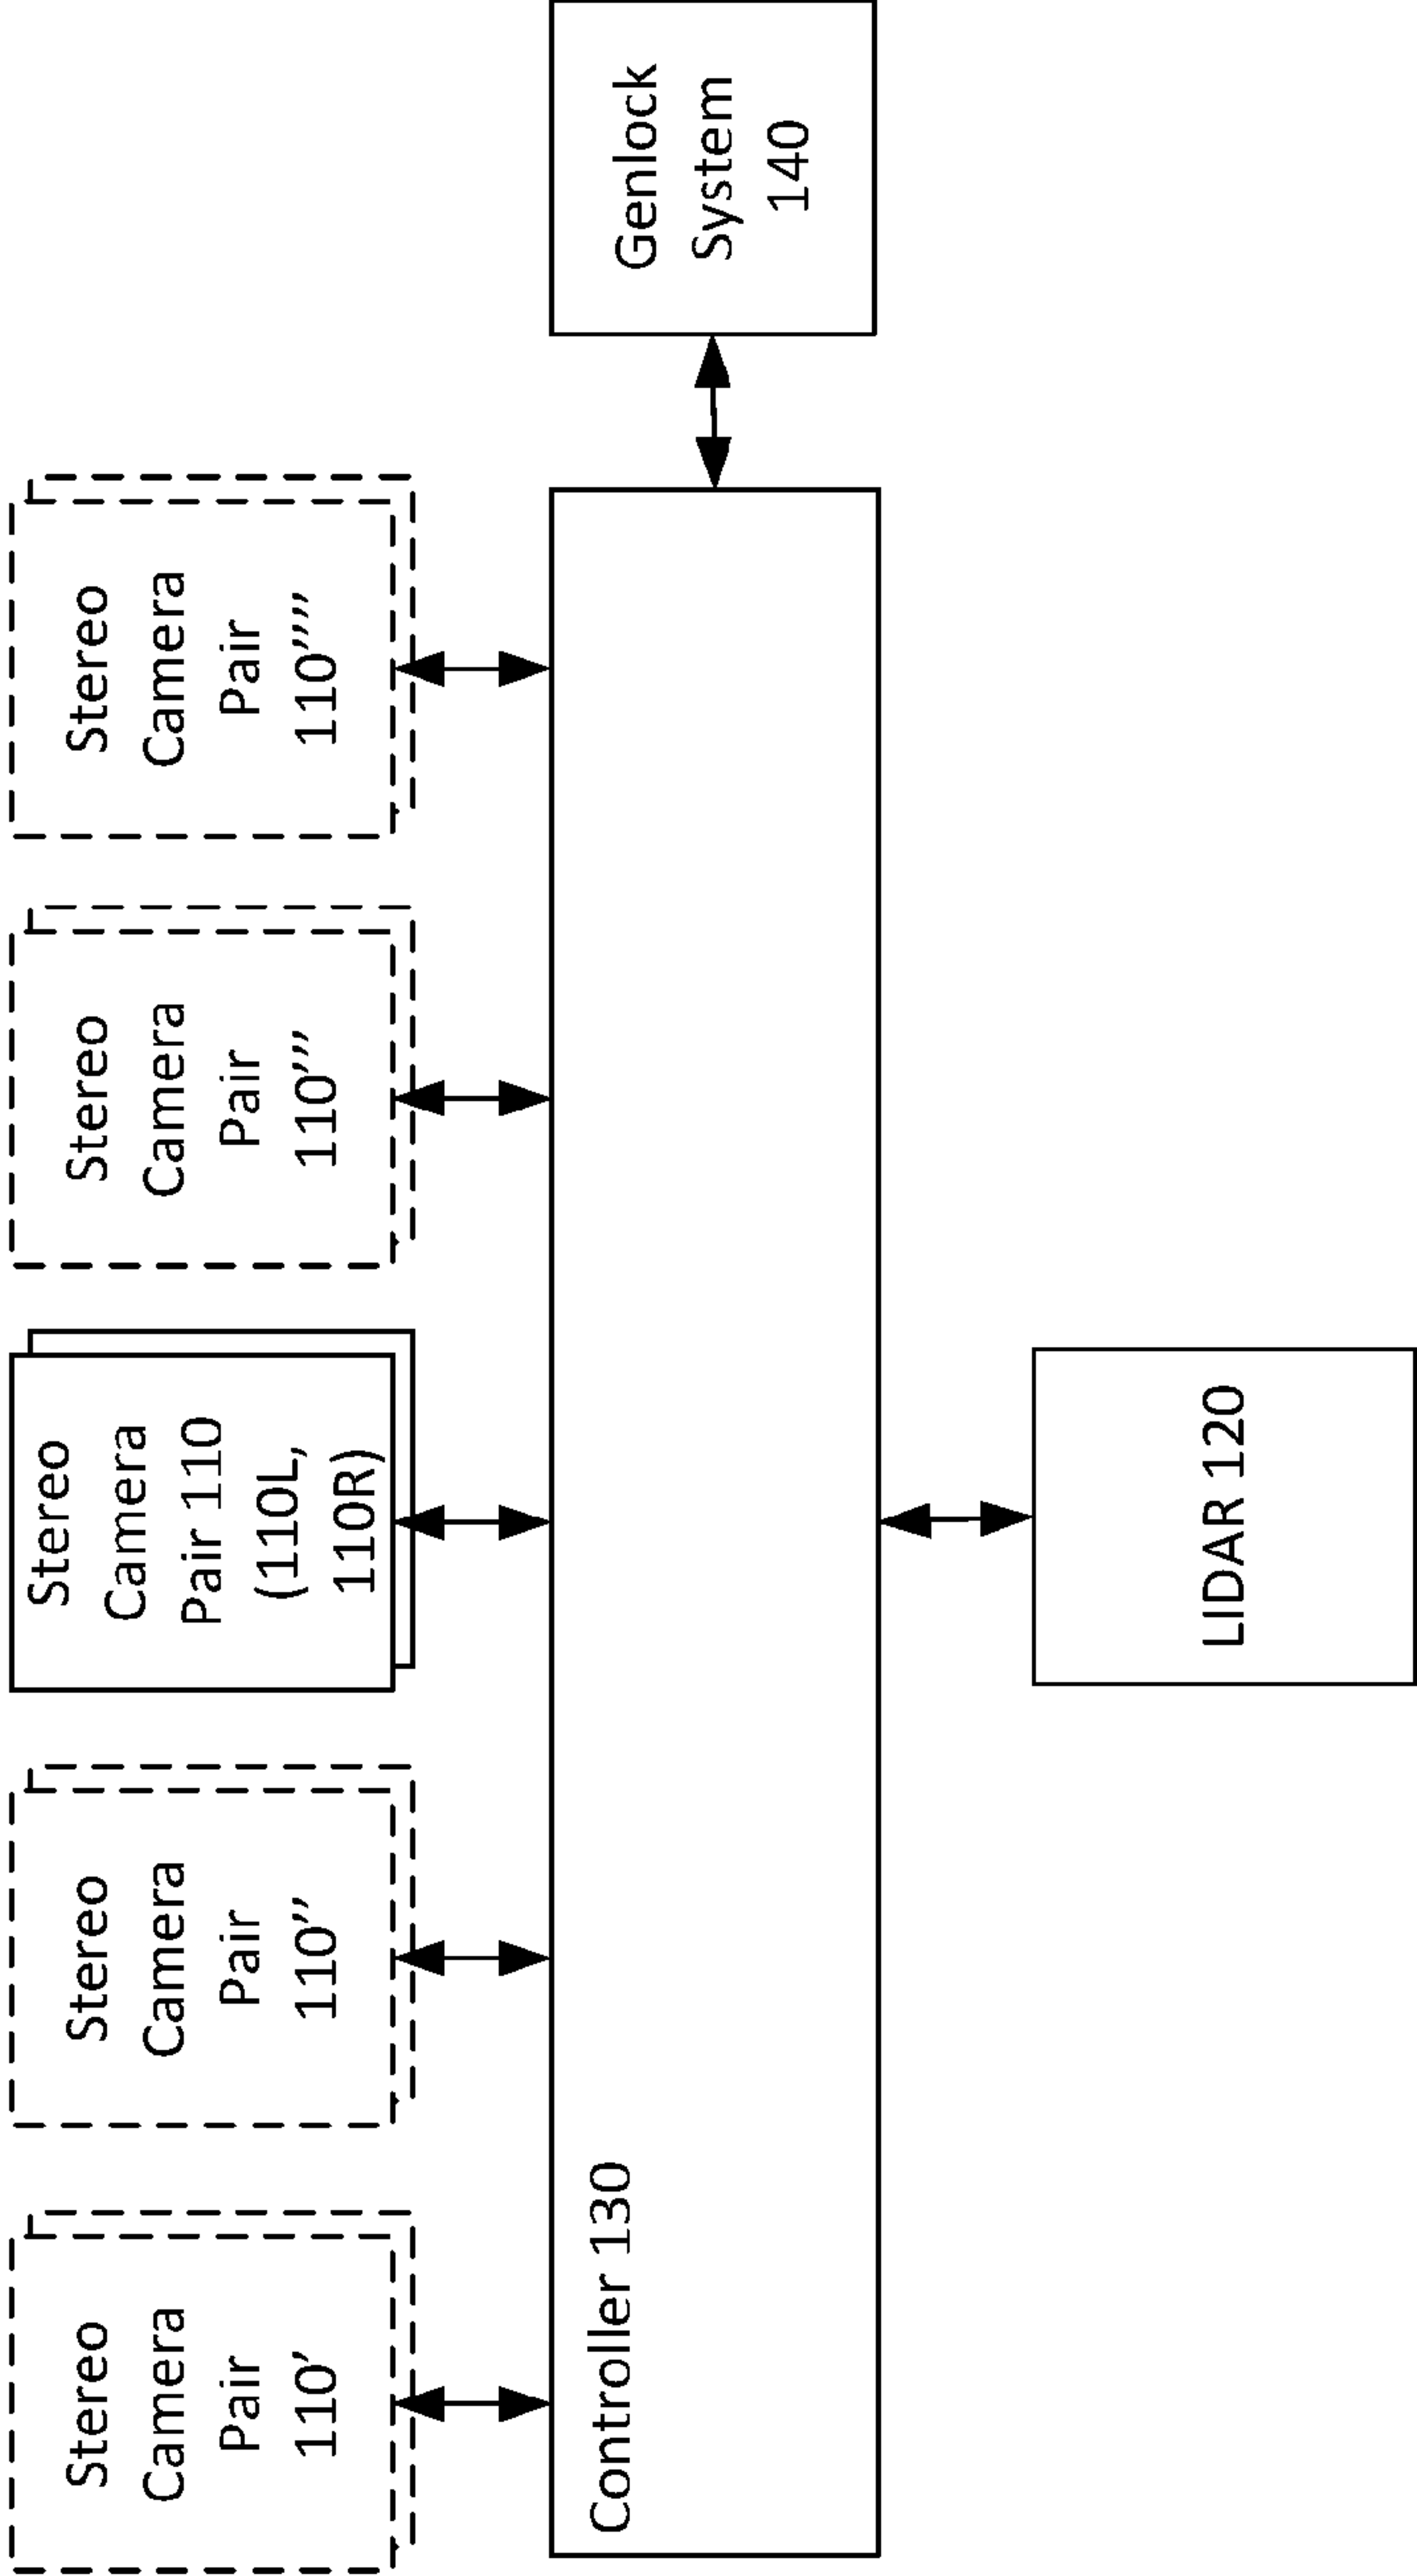 Stereo
Camera
Pair
110’
Stereo
Camera
Pair
110’’
Stereo
Camera
Pair 110
(110L,
110R)
Stereo
Camera
Pair
110’’’
Stereo
Camera
Pair
110’’’’
Controller 130
Genlock
System
140
LIDAR 120